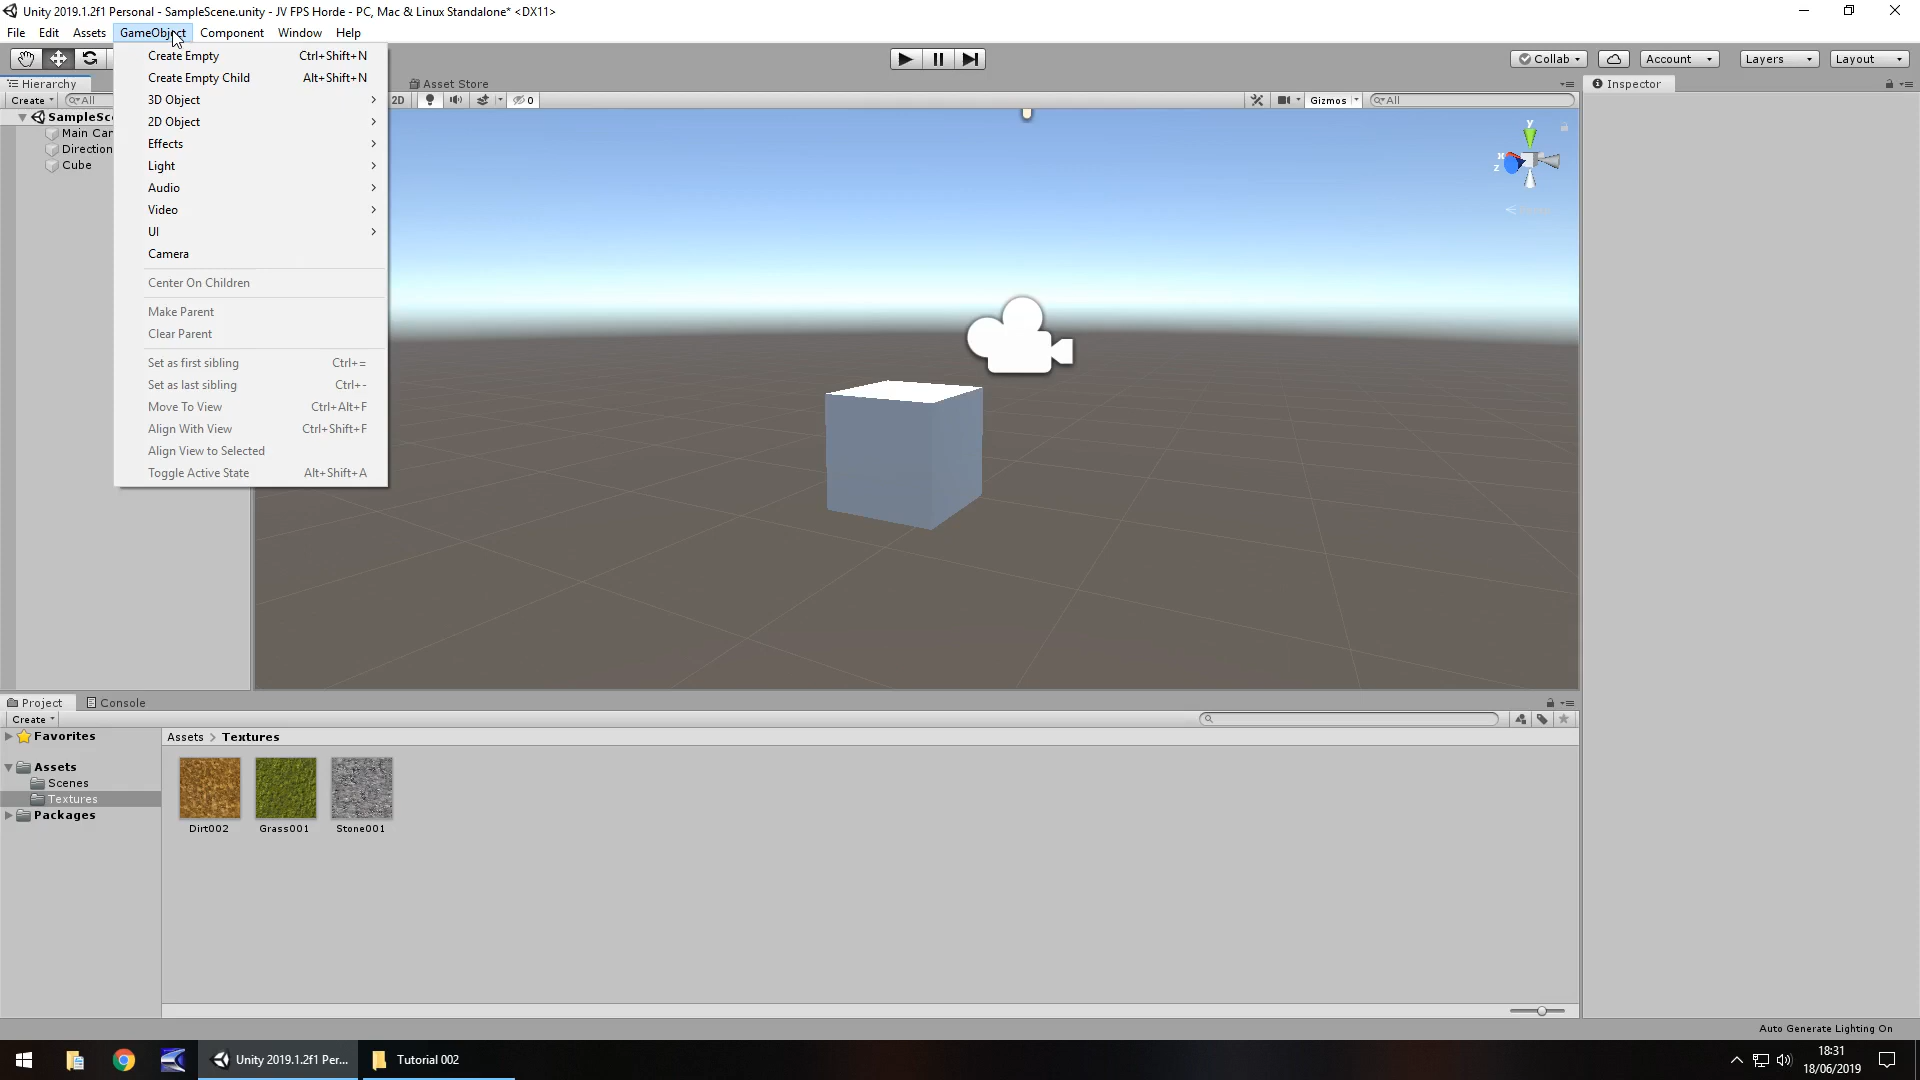 Unity 2019.1.2f1 Personal - SampleScene.unity - JV FPS Horde - PC, Mac & Linux Standalone* <DX11>
File Edit Assets GameObject Component Window Help
Collab Account Layers Layout
Hierarchy
Asset Store
Inspector
Create All
2D 0 Gizmos All
SampleSce
Main Car
Direction
Cube
Create Empty Ctrl+Shift+N
Create Empty Child Alt+Shift+N
3D Object
2D Object
Effects
Light
Audio
Video
UI
Camera
Center On Children
Make Parent
Clear Parent
Set as first sibling Ctrl+=
Set as last sibling Ctrl+-
Move To View Ctrl+Alt+F
Align With View Ctrl+Shift+F
Align View to Selected
Toggle Active State Alt+Shift+A
y
x
z
Project Console
Create
Favorites
Assets
Scenes
Textures
Packages
Assets > Textures
Dirt002 Grass001 Stone001
Auto Generate Lighting On
Unity 2019.1.2f1 Per... Tutorial 002
18:31
18/06/2019